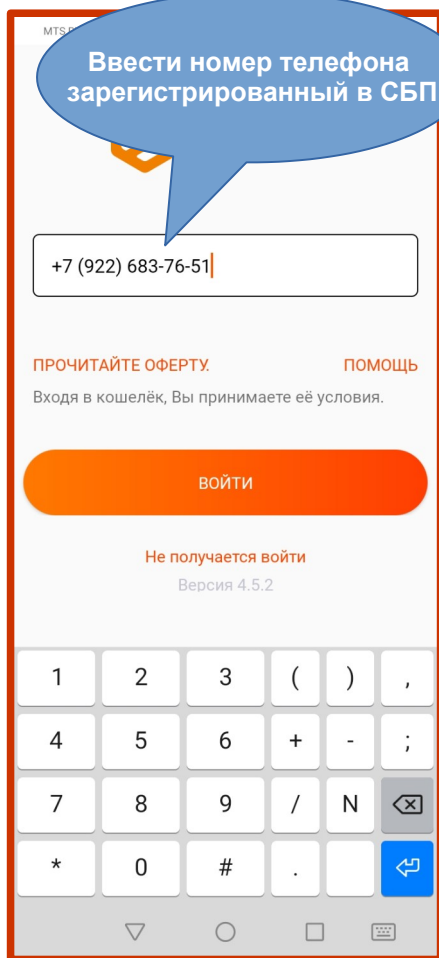 MTS
Ввести номер телефона
зарегистрированный в СБП
+7 (922) 683-76-51
ПРОЧИТАЙТЕ ОФЕРТУ. ПОМОЩЬ
Входя в кошелёк, Вы принимаете её условия.
ВОЙТИ
Не получается войти
Версия 4.5.2
1 2 3 ( ) ,
4 5 6 + - ;
7 8 9 / N
* 0 # .